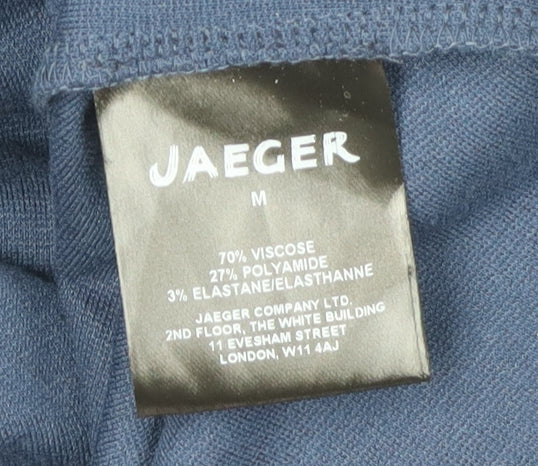 JAEGER
M
70% VISCOSE
27% POLYAMIDE
3% ELASTANE/ELASTHANNE
JAEGER COMPANY LTD.
2ND FLOOR, THE WHITE BUILDING
11 EVESHAM STREET
LONDON, W11 4AJ